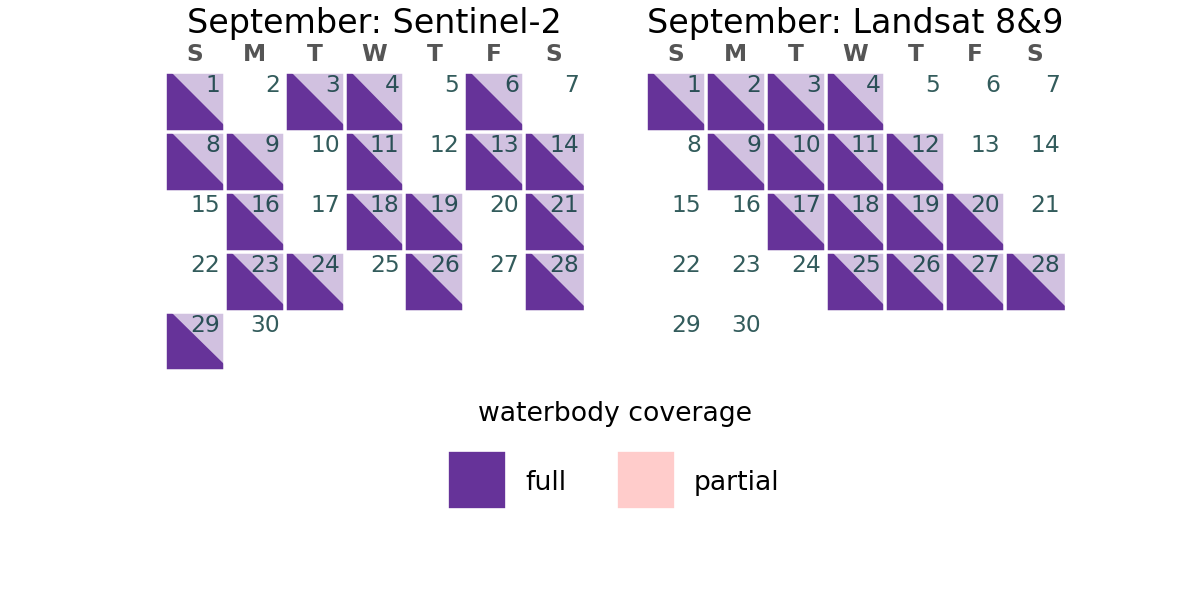 September: Sentinel-2
S M T W T F S
1 2 3 4 5 6 7
8 9 10 11 12 13 14
15 16 17 18 19 20 21
22 23 24 25 26 27 28
29 30
September: Landsat 8&9
S M T W T F S
1 2 3 4 5 6 7
8 9 10 11 12 13 14
15 16 17 18 19 20 21
22 23 24 25 26 27 28
29 30
waterbody coverage
full partial